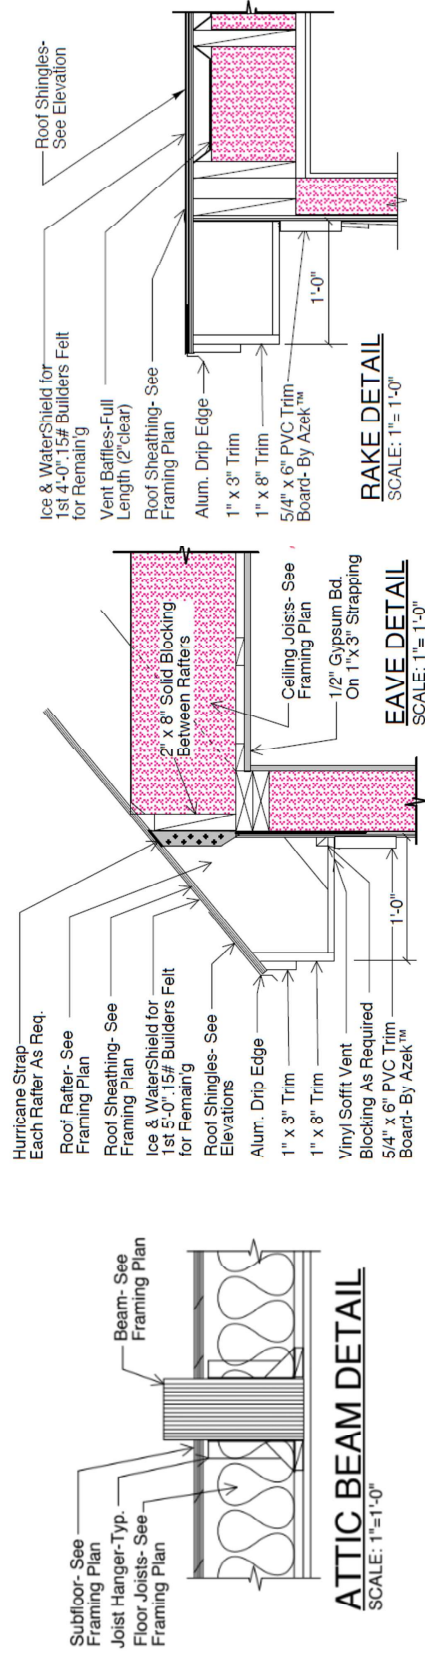 Subfloor- See
Framing Plan
Joist Hanger-Typ.
Floor Joists- See
Framing Plan
Beam- See
Framing Plan
ATTIC BEAM DETAIL
SCALE: 1"=1'-0"
Hurricane Strap
Each Rafter As Req.
Roof Rafter- See
Framing Plan
Roof Sheathing- See
Framing Plan
Ice & WaterShield for
1st 5'-0".15# Builders Felt
for Remain'g
Roof Shingles- See
Elevations
Alum. Drip Edge
1" x 3" Trim
1" x 8" Trim
Vinyl Soffit Vent
Blocking As Required
5/4" x 6" PVC Trim
Board- By Azek™
2" x 8" Solid Blocking
Between Rafters
Ceiling Joists- See
Framing Plan
1/2" Gypsum Bd.
On 1"x 3" Strapping
1'-0"
EAVE DETAIL
SCALE: 1"= 1'-0"
Roof Shingles-
See Elevation
Ice & WaterShield for
1st 4'-0".15# Builders Felt
for Remain'g
Vent Baffles-Full
Length (2"clear)
Roof Sheathing- See
Framing Plan
Alum. Drip Edge
1" x 3" Trim
1" x 8" Trim
5/4" x 6" PVC Trim
Board- By Azek™
1'-0"
RAKE DETAIL
SCALE: 1"= 1'-0"